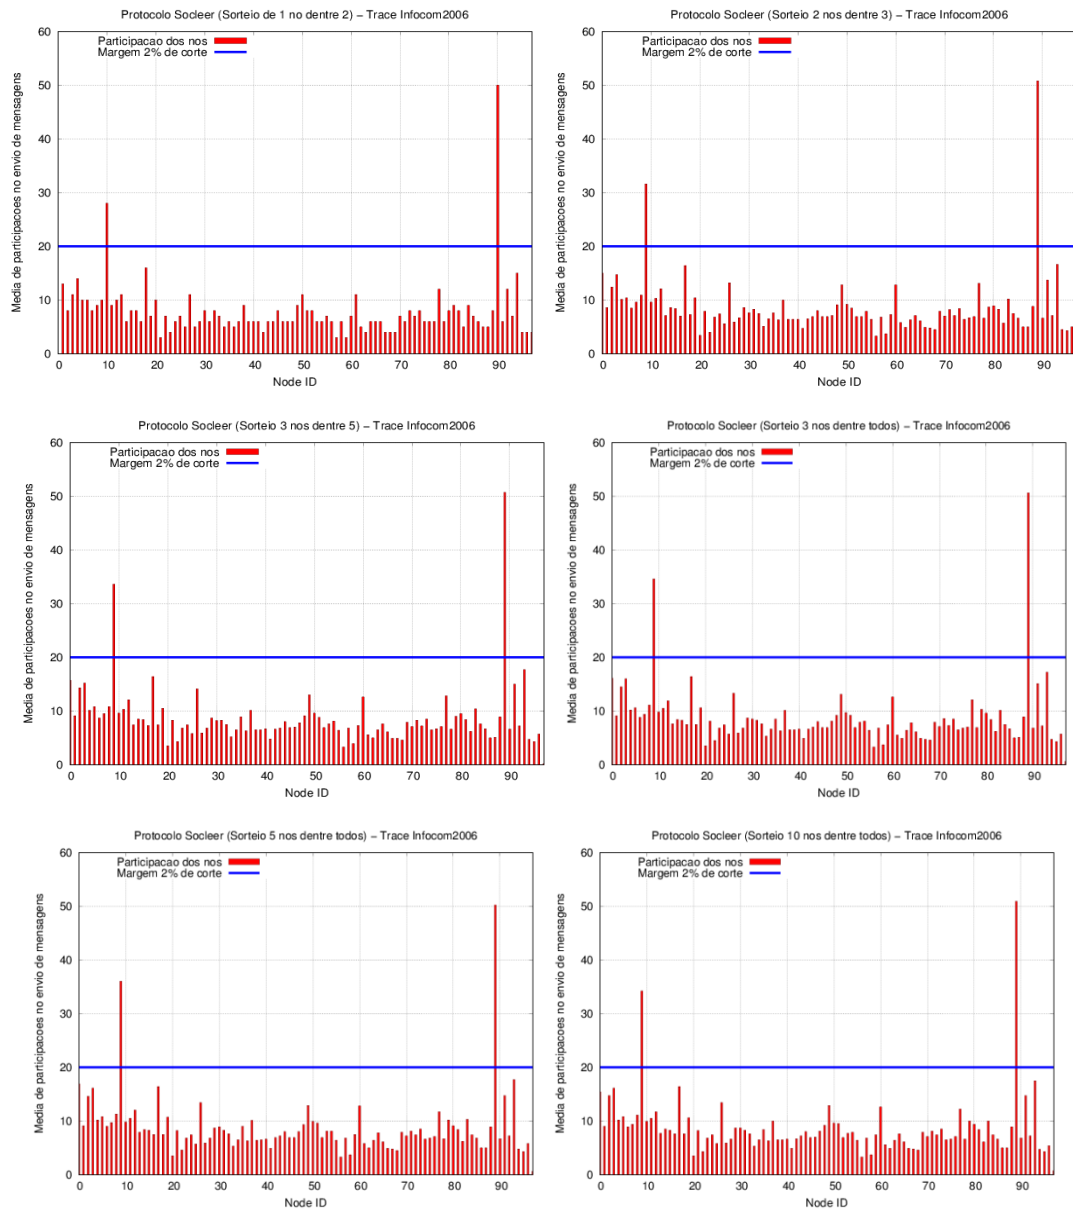 Protocolo Socleer (Sorteio de 1 no dentre 2) – Trace Infocom2006
Participacao dos nos
Margem 2% de corte
Media de participacoes no envio de mensagens
60
50
40
30
20
10
0
0 10 20 30 40 50 60 70 80 90
Node ID
Protocolo Socleer (Sorteio 2 nos dentre 3) – Trace Infocom2006
Participacao dos nos
Margem 2% de corte
Media de participacoes no envio de mensagens
60
50
40
30
20
10
0
0 10 20 30 40 50 60 70 80 90
Node ID
Protocolo Socleer (Sorteio 3 nos dentre 5) – Trace Infocom2006
Participacao dos nos
Margem 2% de corte
Media de participacoes no envio de mensagens
60
50
40
30
20
10
0
0 10 20 30 40 50 60 70 80 90
Node ID
Protocolo Socleer (Sorteio 3 nos dentre todos) – Trace Infocom2006
Participacao dos nos
Margem 2% de corte
Media de participacoes no envio de mensagens
60
50
40
30
20
10
0
0 10 20 30 40 50 60 70 80 90
Node ID
Protocolo Socleer (Sorteio 5 nos dentre todos) – Trace Infocom2006
Participacao dos nos
Margem 2% de corte
Media de participacoes no envio de mensagens
60
50
40
30
20
10
0
0 10 20 30 40 50 60 70 80 90
Node ID
Protocolo Socleer (Sorteio 10 nos dentre todos) – Trace Infocom2006
Participacao dos nos
Margem 2% de corte
Media de participacoes no envio de mensagens
60
50
40
30
20
10
0
0 10 20 30 40 50 60 70 80 90
Node ID